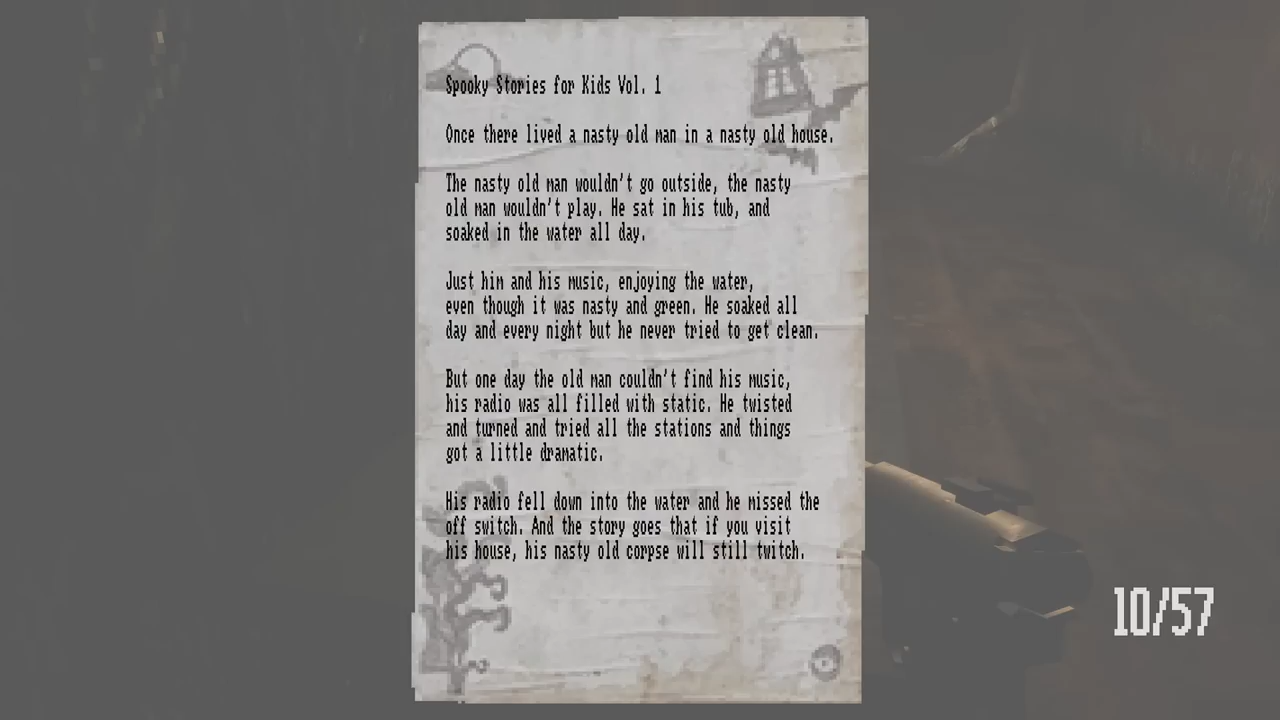 Spooky Stories for Kids Vol. 1
Once there lived a nasty old man in a nasty old house.
The nasty old man wouldn't go outside, the nasty
old man wouldn't play. He sat in his tub, and
soaked in the water all day.
Just him and his music, enjoying the water,
even though it was nasty and green. He soaked all
day and every night but he never tried to get clean.
But one day the old man couldn't find his music,
his radio was all filled with static. He twisted
and turned and tried all the stations and things
got a little dramatic.
His radio fell down into the water and he missed the
off switch. And the story goes that if you visit
his house, his nasty old corpse will still twitch.
10/57